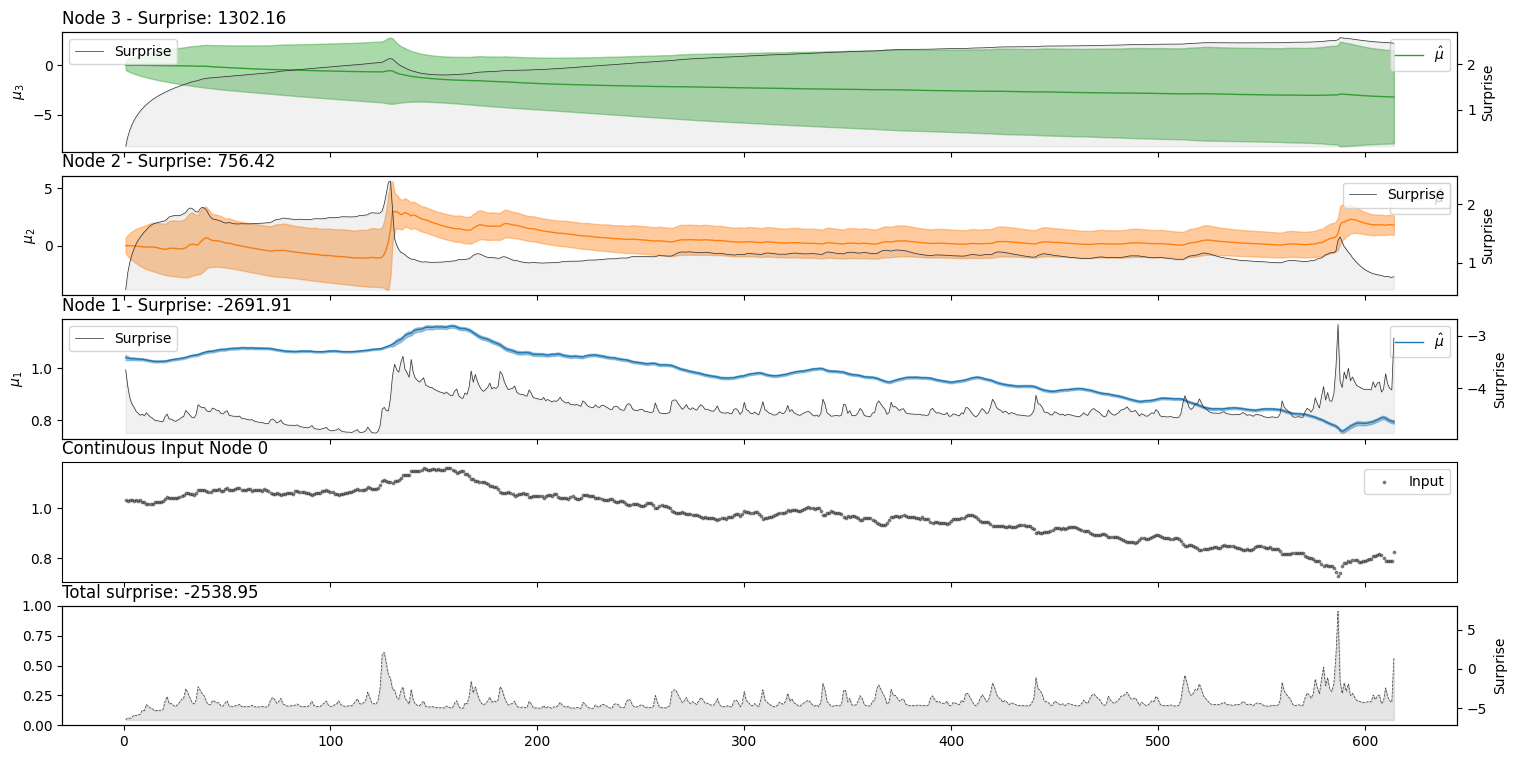 Node 3 - Surprise: 1302.16
Surprise
μ̂
0
−5
μ3
2
1
Surprise
Node 2 - Surprise: 756.42
Surprise
5
0
μ2
2
1
Surprise
Node 1 - Surprise: -2691.91
Surprise
μ̂
1.0
0.8
μ1
−3
−4
Surprise
Continuous Input Node 0
Input
1.0
0.8
Total surprise: -2538.95
1.00
0.75
0.50
0.25
0.00
5
0
−5
Surprise
0 100 200 300 400 500 600